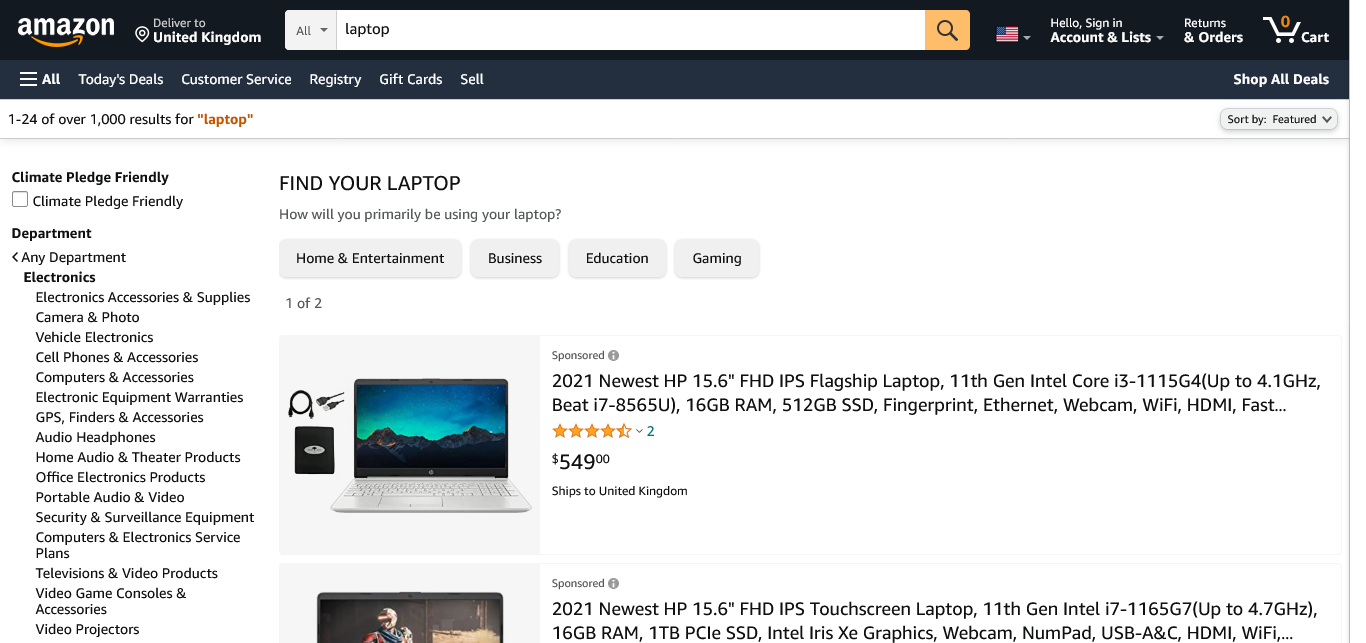 amazon
Deliver to
United Kingdom
All
laptop
Hello, Sign in
Account & Lists
Returns
& Orders
0
Cart
All
Today's Deals
Customer Service
Registry
Gift Cards
Sell
Shop All Deals
1-24 of over 1,000 results for "laptop"
Sort by: Featured
Climate Pledge Friendly
Climate Pledge Friendly
Department
Any Department
Electronics
Electronics Accessories & Supplies
Camera & Photo
Vehicle Electronics
Cell Phones & Accessories
Computers & Accessories
Electronic Equipment Warranties
GPS, Finders & Accessories
Audio Headphones
Home Audio & Theater Products
Office Electronics Products
Portable Audio & Video
Security & Surveillance Equipment
Computers & Electronics Service
Plans
Televisions & Video Products
Video Game Consoles &
Accessories
Video Projectors
FIND YOUR LAPTOP
How will you primarily be using your laptop?
Home & Entertainment
Business
Education
Gaming
1 of 2
Sponsored
2021 Newest HP 15.6" FHD IPS Flagship Laptop, 11th Gen Intel Core i3-1115G4(Up to 4.1GHz,
Beat i7-8565U), 16GB RAM, 512GB SSD, Fingerprint, Ethernet, Webcam, WiFi, HDMI, Fast...
2
$54900
Ships to United Kingdom
Sponsored
2021 Newest HP 15.6" FHD IPS Touchscreen Laptop, 11th Gen Intel i7-1165G7(Up to 4.7GHz),
16GB RAM, 1TB PCIe SSD, Intel Iris Xe Graphics, Webcam, NumPad, USB-A&C, HDMI, WiFi,...